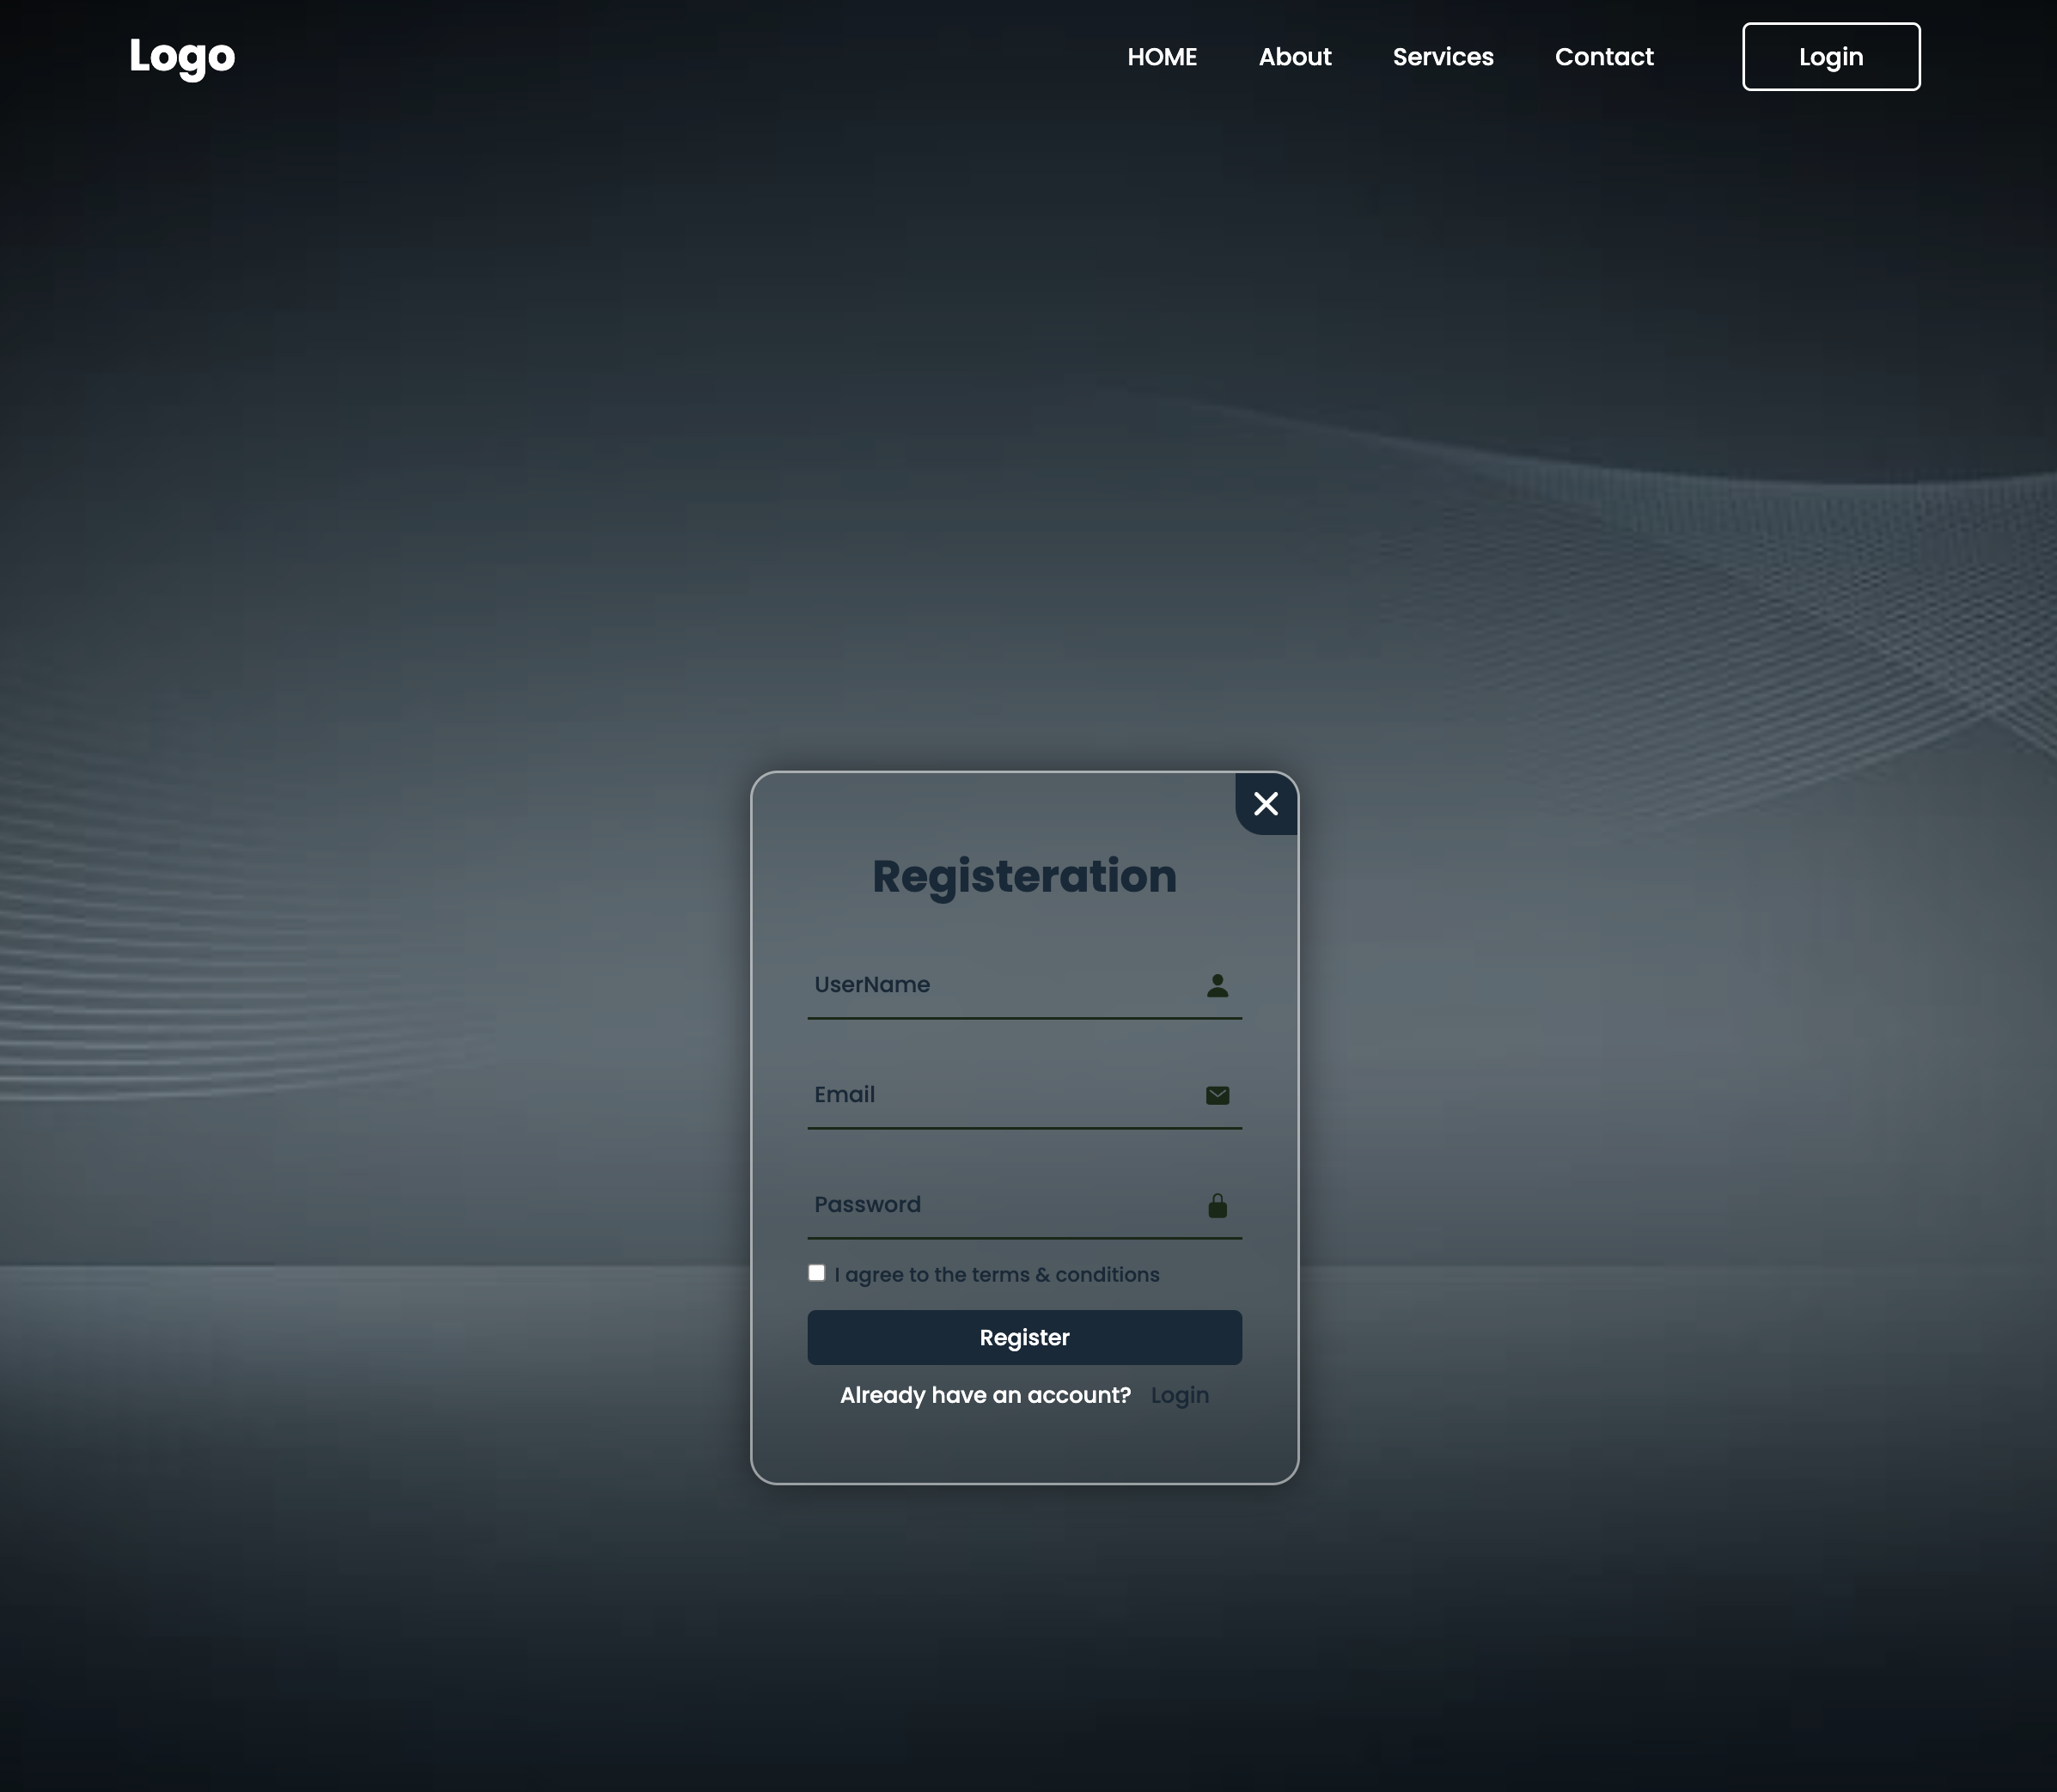 Logo
HOME About Services Contact Login
Registeration
UserName
Email
Password
I agree to the terms & conditions
Register
Already have an account? Login